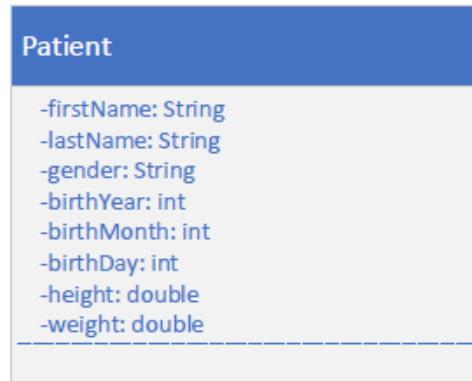 Patient
-firstName: String
-lastName: String
-gender: String
-birthYear: int
-birthMonth: int
-birthDay: int
-height: double
-weight: double